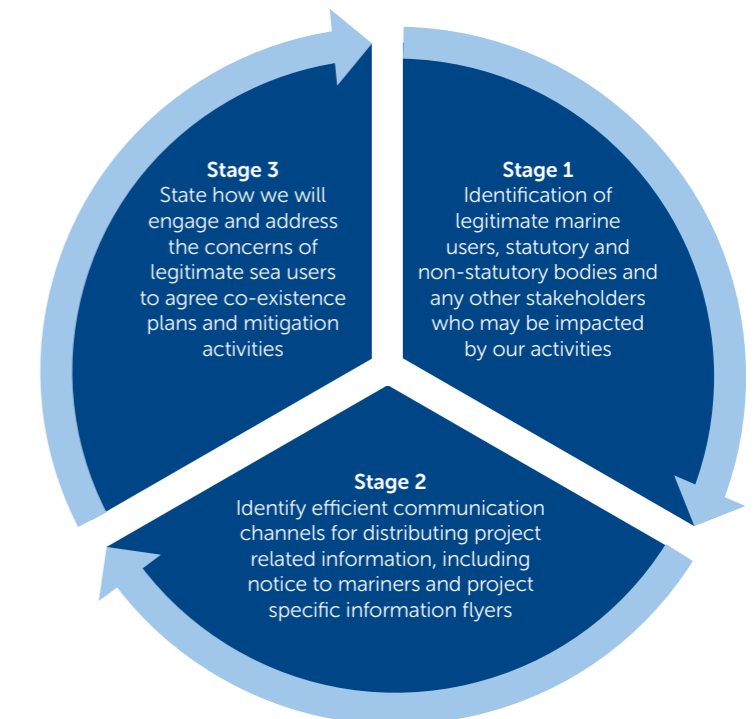 Stage 1
Identification of
legitimate marine
users, statutory and
non-statutory bodies and
any other stakeholders
who may be impacted
by our activities
Stage 2
Identify efficient communication
channels for distributing project
related information, including
notice to mariners and project
specific information flyers
Stage 3
State how we will
engage and address
the concerns of
legitimate sea users
to agree co-existence
plans and mitigation
activities